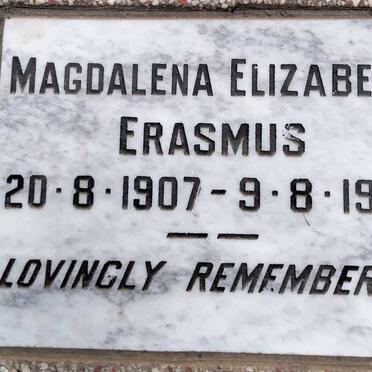 MAGDALENA ELIZABE
ERASMUS
20·8·1907–9·8·19
LOVINGLY REMEMBER